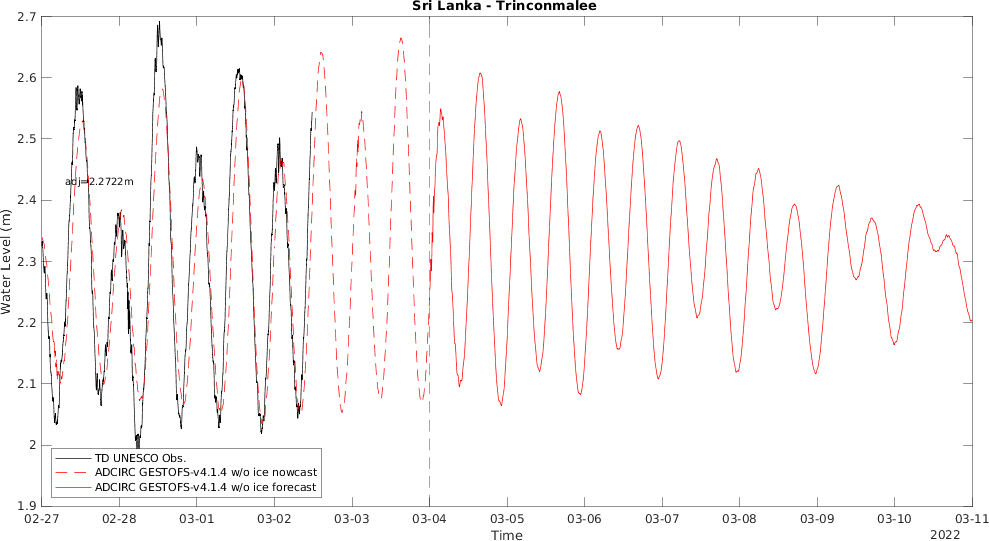 Sri Lanka - Trinconmalee
2.7
2.6
2.5
2.4
2.3
2.2
2.1
2
1.9
Water Level (m)
adj=2.2722m
TD UNESCO Obs.
ADCIRC GESTOFS-v4.1.4 w/o ice nowcast
ADCIRC GESTOFS-v4.1.4 w/o ice forecast
02-27 02-28 03-01 03-02 03-03 03-04 03-05 03-06 03-07 03-08 03-09 03-10 03-11
Time
2022